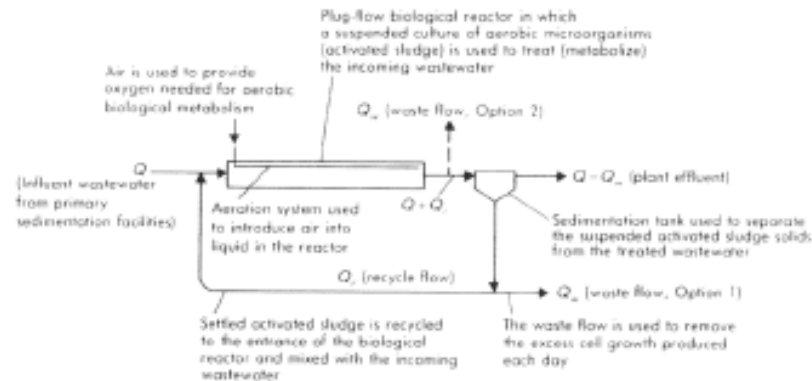 Plug-flow biological reactor in which
a suspended culture of aerobic microorganisms
(activated sludge) is used to treat (metabolize)
the incoming wastewater
Air is used to provide
oxygen needed for aerobic
biological metabolism
Q_w (waste flow, Option 2)
Q
(Influent wastewater
from primary
sedimentation facilities)
Aeration system used
to introduce air into
liquid in the reactor
Q + Q_r
Q - Q_w (plant effluent)
Sedimentation tank used to separate
the suspended activated sludge solids
from the treated wastewater
Q_r (recycle flow)
Q_w (waste flow, Option 1)
Settled activated sludge is recycled
to the entrance of the biological
reactor and mixed with the incoming
wastewater
The waste flow is used to remove
the excess cell growth produced
each day